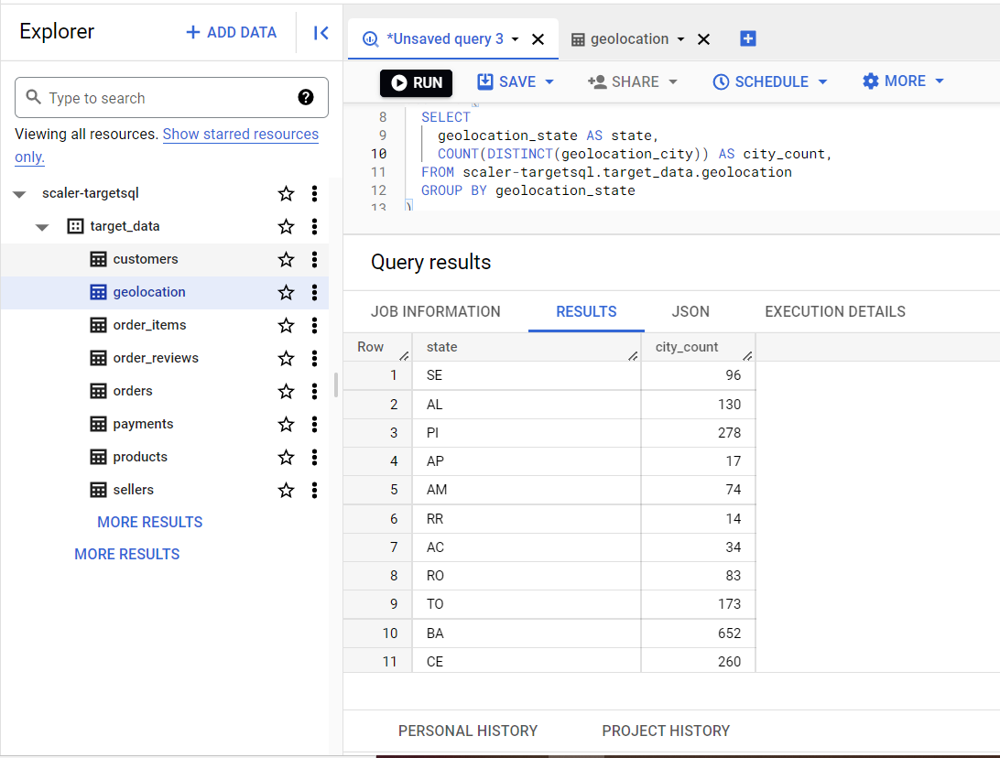 Explorer
+ ADD DATA
Type to search
Viewing all resources. Show starred resources
only.
scaler-targetsql
target_data
customers
geolocation
order_items
order_reviews
orders
payments
products
sellers
MORE RESULTS
MORE RESULTS
*Unsaved query 3
geolocation
RUN
SAVE
SHARE
SCHEDULE
MORE
8 SELECT
9 geolocation_state AS state,
10 COUNT(DISTINCT(geolocation_city)) AS city_count,
11 FROM scaler-targetsql.target_data.geolocation
12 GROUP BY geolocation_state
13 )
Query results
JOB INFORMATION RESULTS JSON EXECUTION DETAILS
Row state city_count
1 SE 96
2 AL 130
3 PI 278
4 AP 17
5 AM 74
6 RR 14
7 AC 34
8 RO 83
9 TO 173
10 BA 652
11 CE 260
PERSONAL HISTORY PROJECT HISTORY